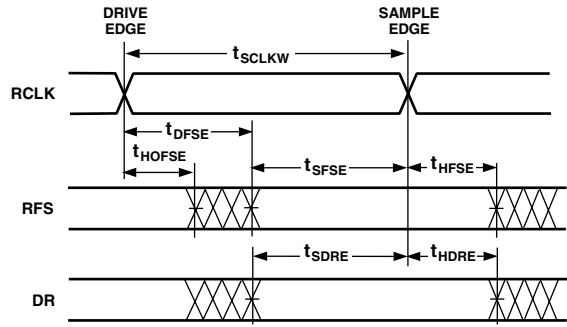 DRIVE EDGE
SAMPLE EDGE
tSCLKW
RCLK
tDFSE
tHOFSE
tSFSE
tHFSE
RFS
tSDRE
tHDRE
DR